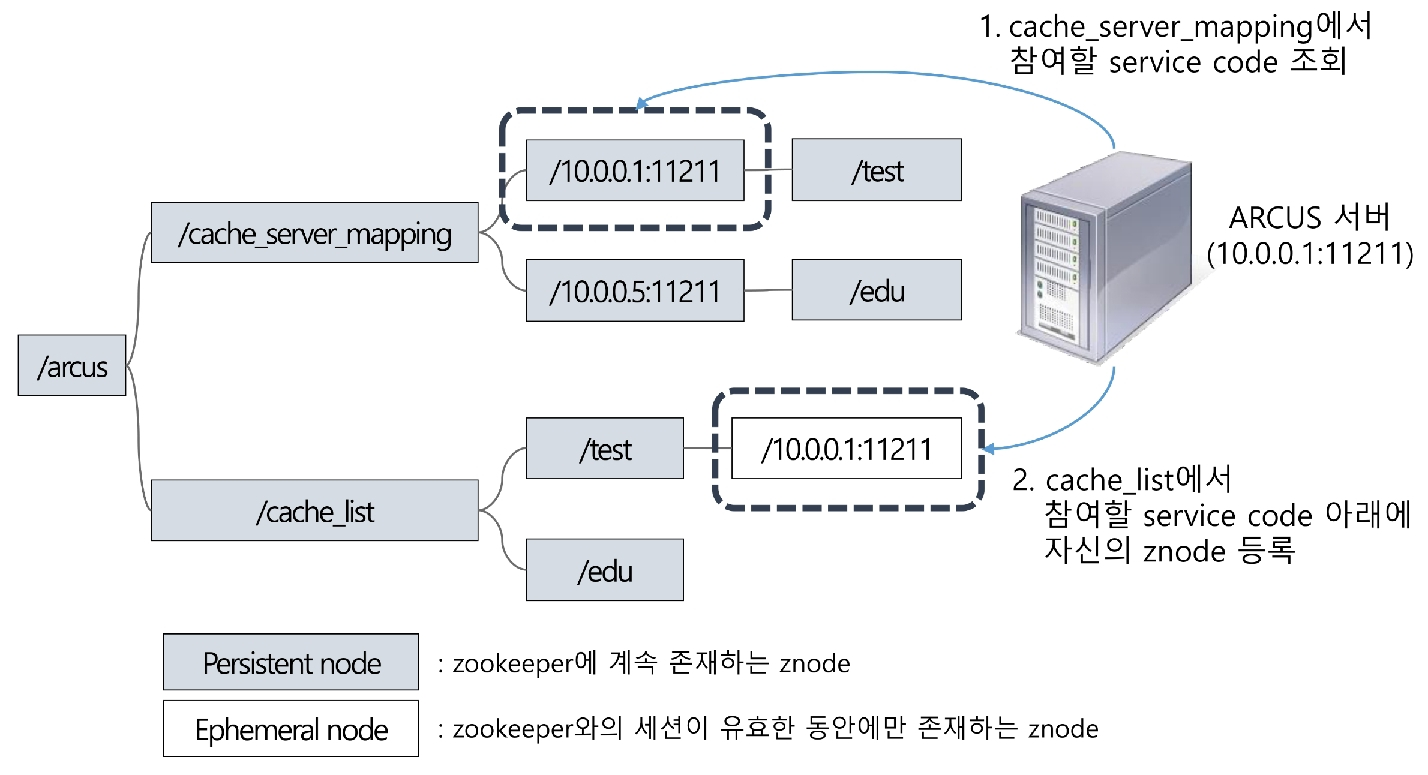 1. cache_server_mapping에서
참여할 service code 조회
/10.0.0.1:11211
/test
/cache_server_mapping
ARCUS 서버
(10.0.0.1:11211)
/10.0.0.5:11211
/edu
/arcus
/test
/10.0.0.1:11211
2. cache_list에서
참여할 service code 아래에
자신의 znode 등록
/cache_list
/edu
Persistent node : zookeeper에 계속 존재하는 znode
Ephemeral node : zookeeper와의 세션이 유효한 동안에만 존재하는 znode